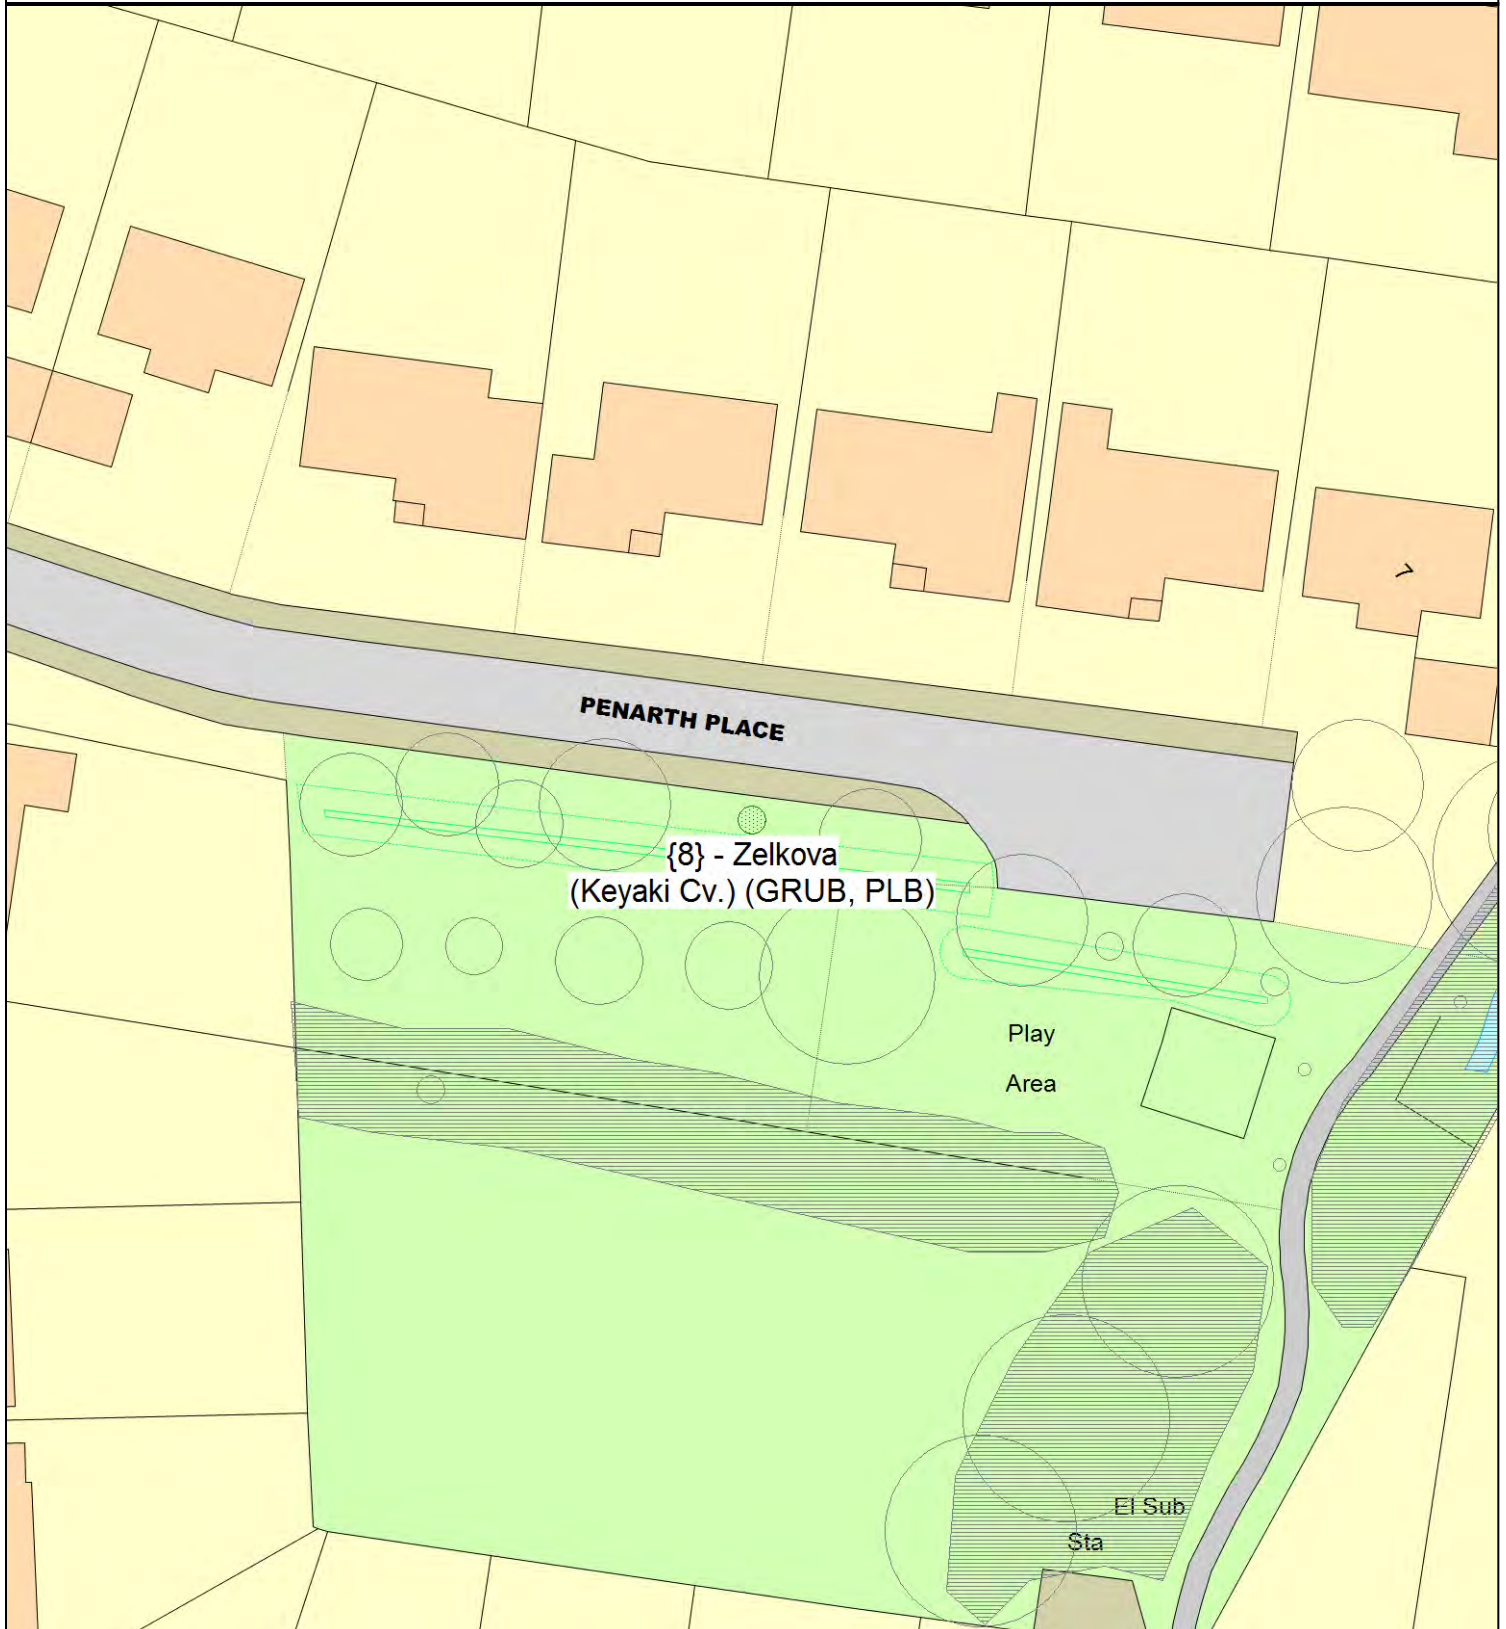 7
PENARTH PLACE
{8} - Zelkova
(Keyaki Cv.) (GRUB, PLB)
Play
Area
El Sub
Sta